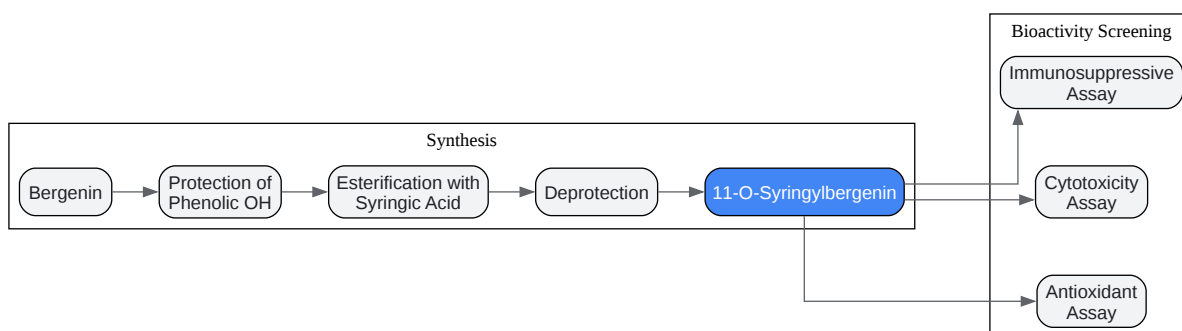 Bioactivity Screening
Immunosuppressive
Assay
Synthesis
Bergenin
Protection of
Phenolic OH
Esterification with
Syringic Acid
Deprotection
11-O-Syringylbergenin
Cytotoxicity
Assay
Antioxidant
Assay